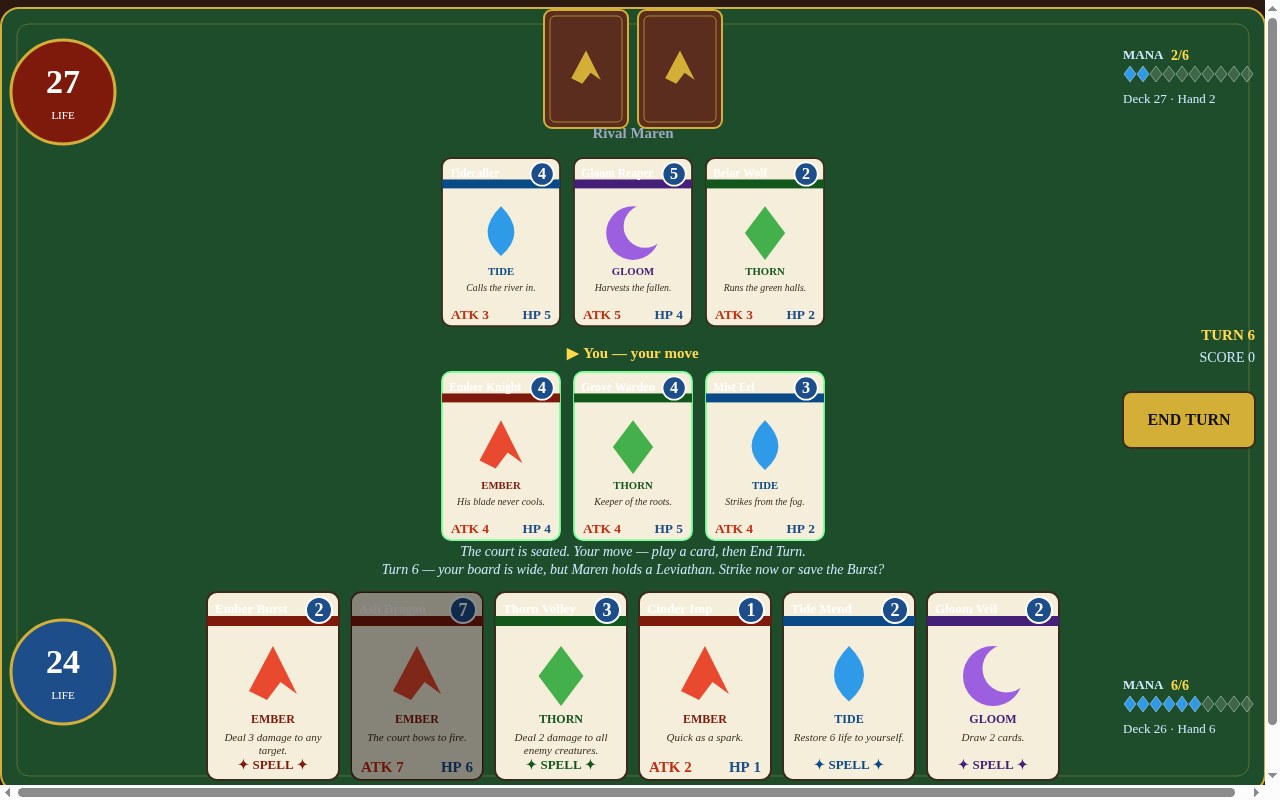 27
LIFE
MANA 2/6
Deck 27 · Hand 2
Rival Maren
Tidecaller 4
TIDE
Calls the river in.
ATK 3 HP 5
Gloom Reaper 5
GLOOM
Harvests the fallen.
ATK 5 HP 4
Briar Wolf 2
THORN
Runs the green halls.
ATK 3 HP 2
▶ You — your move
TURN 6
SCORE 0
END TURN
Ember Knight 4
EMBER
His blade never cools.
ATK 4 HP 4
Grove Warden 4
THORN
Keeper of the roots.
ATK 4 HP 5
Mist Eel 3
TIDE
Strikes from the fog.
ATK 4 HP 2
The court is seated. Your move — play a card, then End Turn.
Turn 6 — your board is wide, but Maren holds a Leviathan. Strike now or save the Burst?
24
LIFE
Ember Burst 2
EMBER
Deal 3 damage to any
target.
✦ SPELL ✦
Ash Dragon 7
EMBER
The court bows to fire.
ATK 7 HP 6
Thorn Volley 3
THORN
Deal 2 damage to all
enemy creatures.
✦ SPELL ✦
Cinder Imp 1
EMBER
Quick as a spark.
ATK 2 HP 1
Tide Mend 2
TIDE
Restore 6 life to yourself.
✦ SPELL ✦
Gloom Veil 2
GLOOM
Draw 2 cards.
✦ SPELL ✦
MANA 6/6
Deck 26 · Hand 6